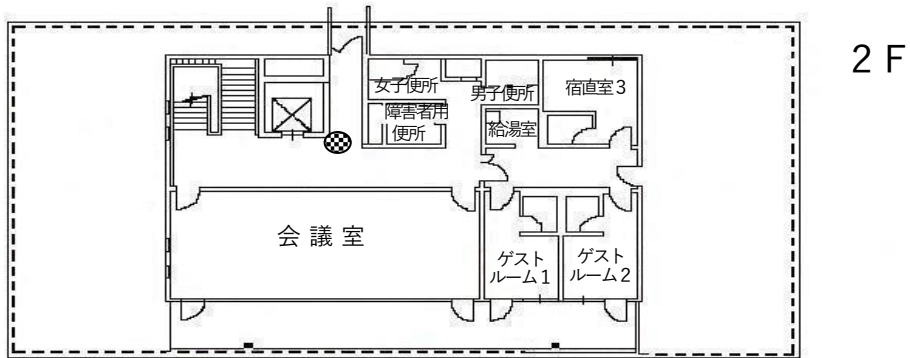 ２Ｆ
女子便所
男子便所
宿直室３
障害者用
便所
給湯室
会議室
ゲスト
ルーム１
ゲスト
ルーム２